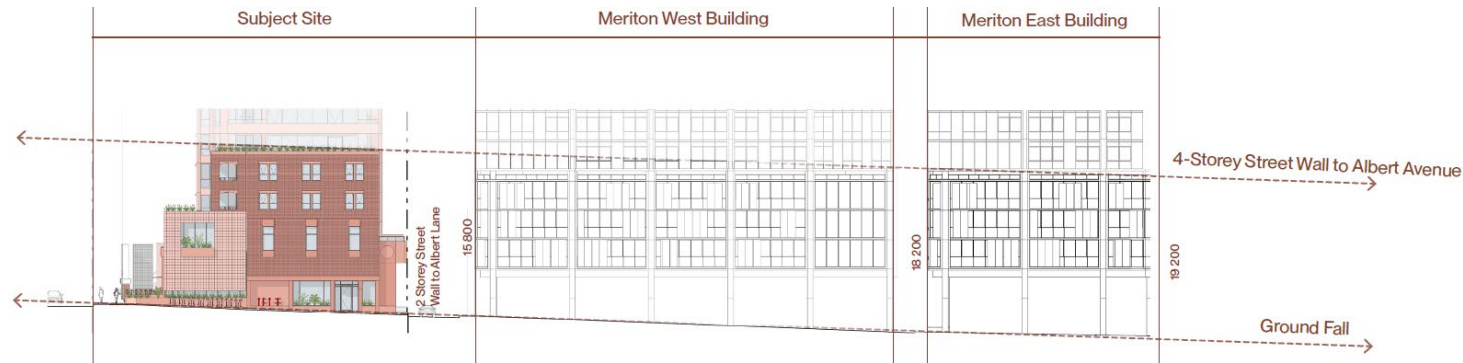 Subject Site
Meriton West Building
Meriton East Building
4-Storey Street Wall to Albert Avenue
2 Storey Street
Wall to Albert Lane
15 800
18 200
19 200
Ground Fall